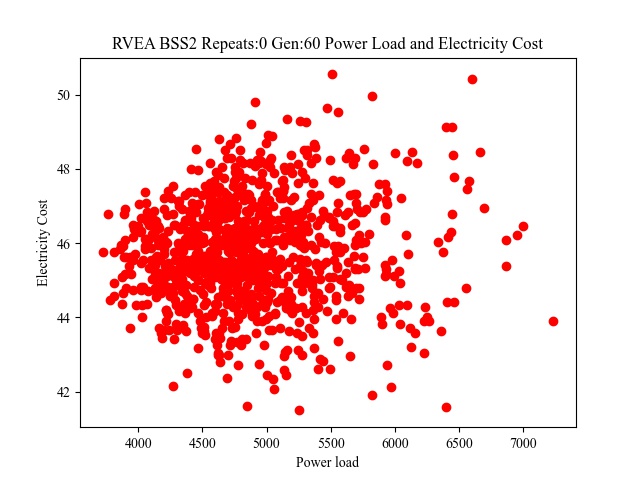 RVEA BSS2 Repeats:0 Gen:60 Power Load and Electricity Cost
50
48
46
44
42
Electricity Cost
4000 4500 5000 5500 6000 6500 7000
Power load